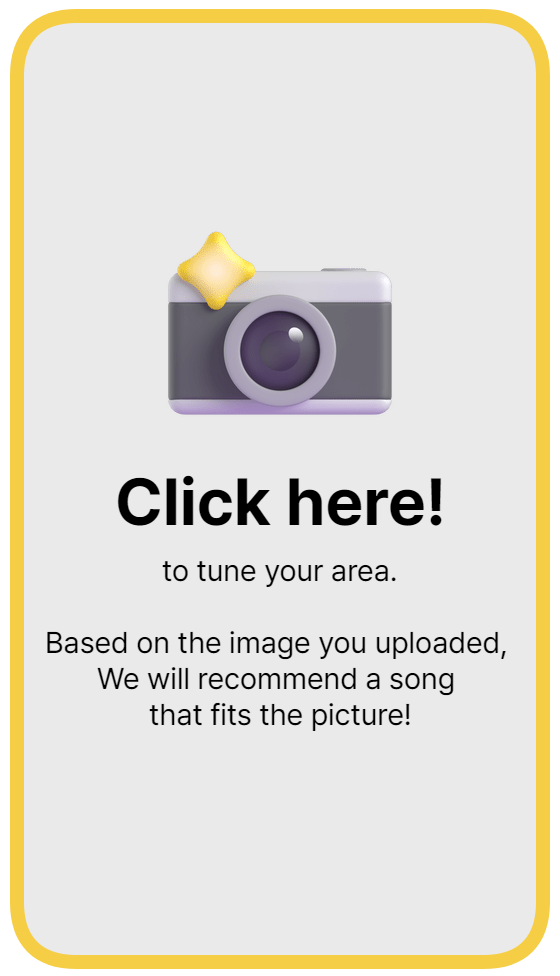 Click here!
to tune your area.
Based on the image you uploaded,
We will recommend a song
that fits the picture!